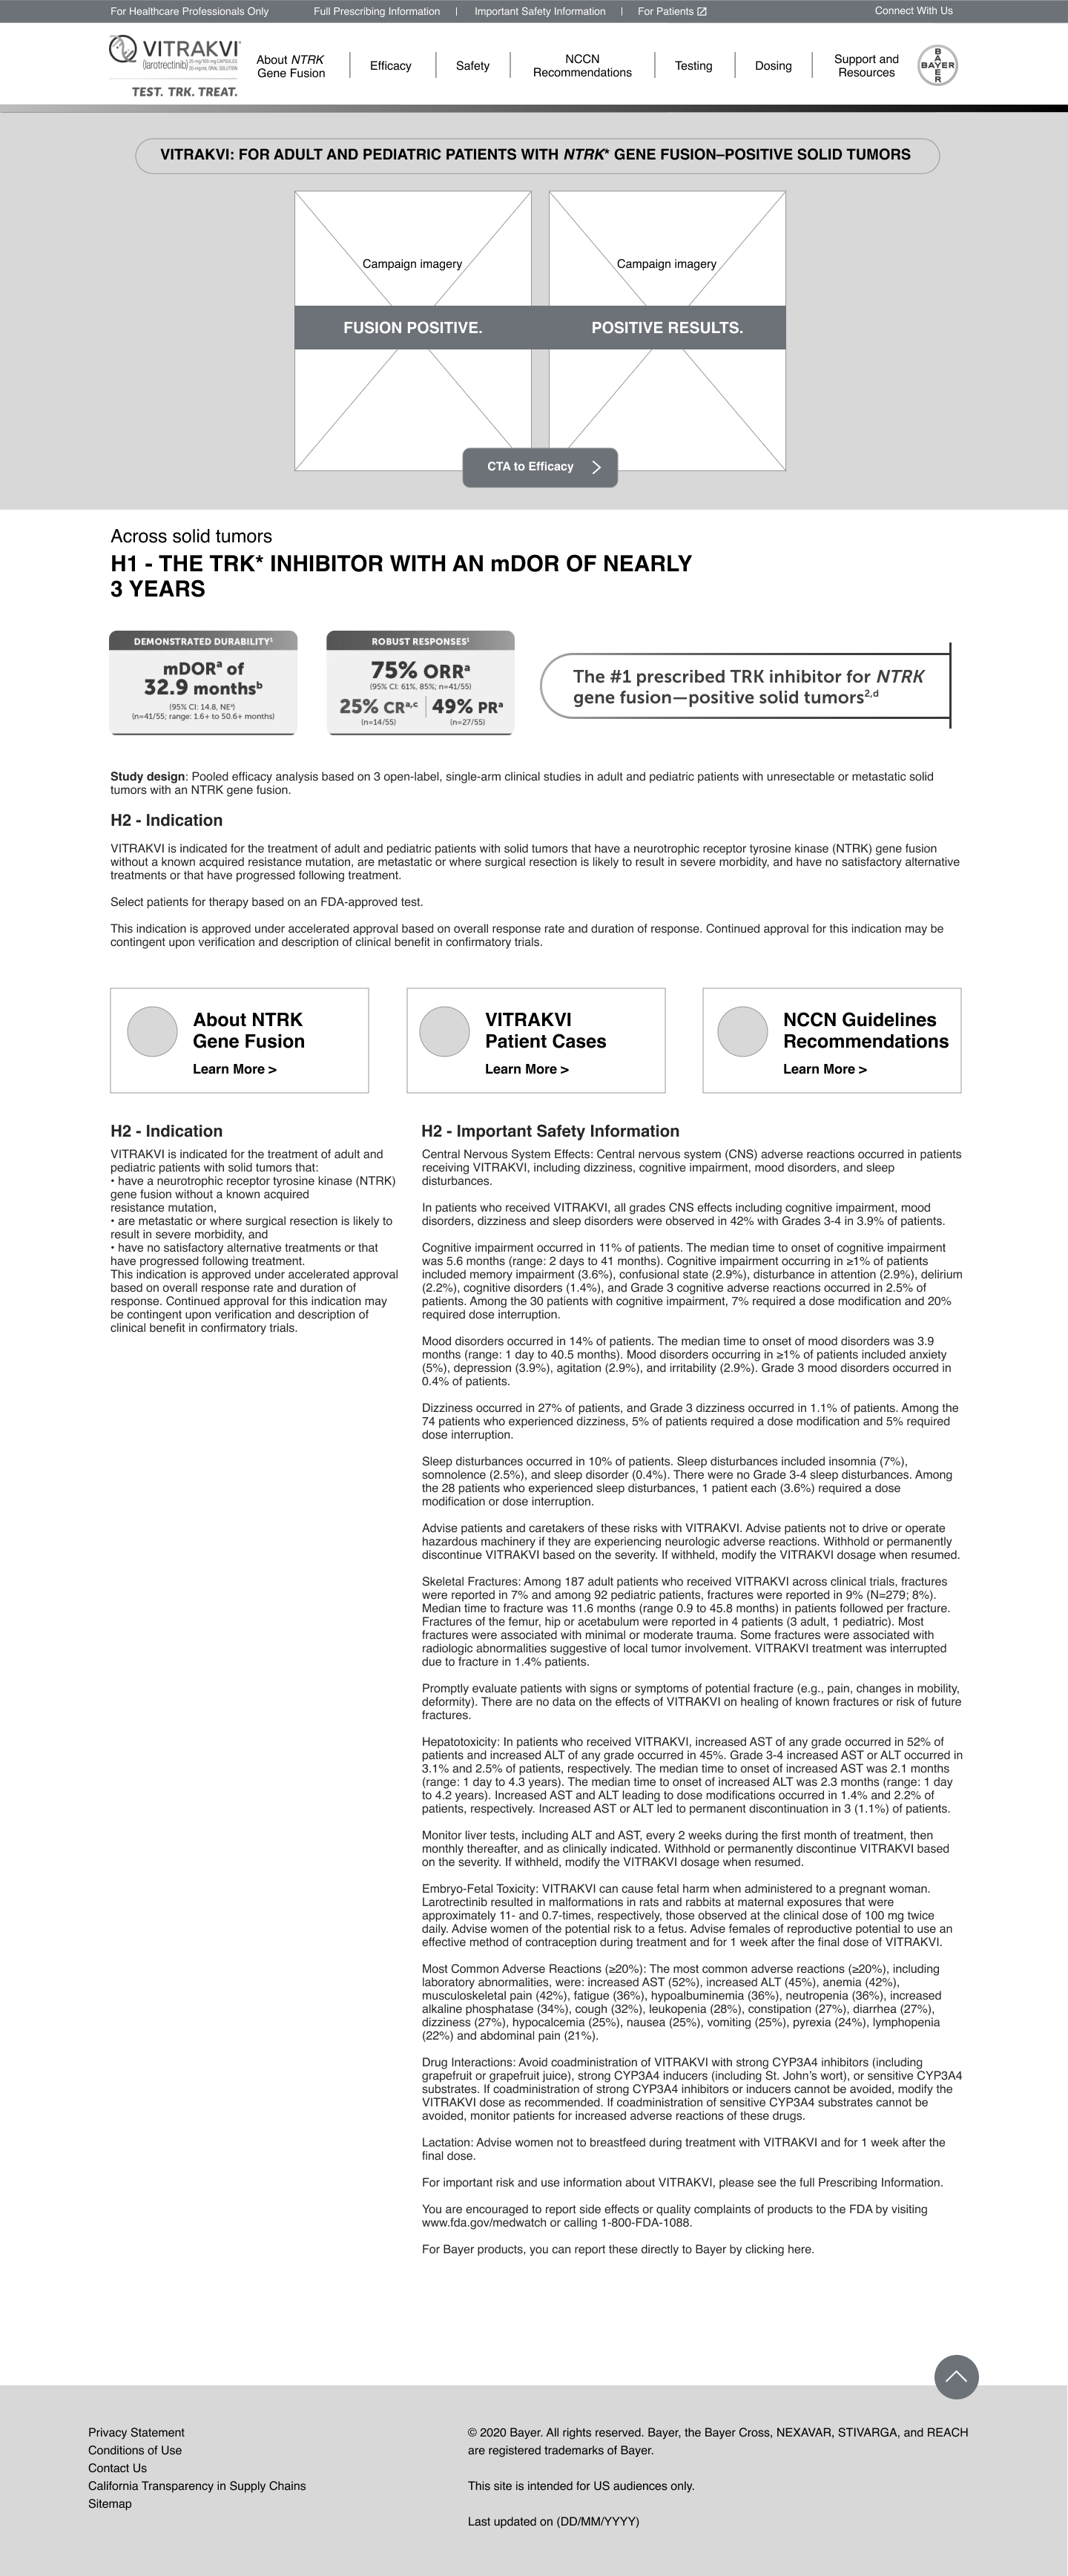 For Healthcare Professionals Only
Full Prescribing Information | Important Safety Information | For Patients
Connect With Us
VITRAKVI®
(larotrectinib) 25 mg/100 mg CAPSULES
20 mg/mL ORAL SOLUTION
TEST. TRK. TREAT.
About NTRK
Gene Fusion
Efficacy
Safety
NCCN
Recommendations
Testing
Dosing
Support and
Resources
BAYER
BAYER
VITRAKVI: FOR ADULT AND PEDIATRIC PATIENTS WITH NTRK* GENE FUSION–POSITIVE SOLID TUMORS
Campaign imagery
Campaign imagery
FUSION POSITIVE.
POSITIVE RESULTS.
CTA to Efficacy
Across solid tumors
H1 - THE TRK* INHIBITOR WITH AN mDOR OF NEARLY
3 YEARS
DEMONSTRATED DURABILITY¹
mDORᵃ of
32.9 monthsᵇ
(95% CI: 14.8, NE⁴)
(n=41/55; range: 1.6+ to 50.6+ months)
ROBUST RESPONSES¹
75% ORRᵃ
(95% CI: 61%, 85%; n=41/55)
25% CRᵃ,ᶜ | 49% PRᵃ
(n=14/55) (n=27/55)
The #1 prescribed TRK inhibitor for NTRK
gene fusion—positive solid tumors²,ᵈ
Study design: Pooled efficacy analysis based on 3 open-label, single-arm clinical studies in adult and pediatric patients with unresectable or metastatic solid
tumors with an NTRK gene fusion.
H2 - Indication
VITRAKVI is indicated for the treatment of adult and pediatric patients with solid tumors that have a neurotrophic receptor tyrosine kinase (NTRK) gene fusion
without a known acquired resistance mutation, are metastatic or where surgical resection is likely to result in severe morbidity, and have no satisfactory alternative
treatments or that have progressed following treatment.
Select patients for therapy based on an FDA-approved test.
This indication is approved under accelerated approval based on overall response rate and duration of response. Continued approval for this indication may be
contingent upon verification and description of clinical benefit in confirmatory trials.
About NTRK
Gene Fusion
Learn More >
VITRAKVI
Patient Cases
Learn More >
NCCN Guidelines
Recommendations
Learn More >
H2 - Indication
VITRAKVI is indicated for the treatment of adult and
pediatric patients with solid tumors that:
• have a neurotrophic receptor tyrosine kinase (NTRK)
gene fusion without a known acquired
resistance mutation,
• are metastatic or where surgical resection is likely to
result in severe morbidity, and
• have no satisfactory alternative treatments or that
have progressed following treatment.
This indication is approved under accelerated approval
based on overall response rate and duration of
response. Continued approval for this indication may
be contingent upon verification and description of
clinical benefit in confirmatory trials.
H2 - Important Safety Information
Central Nervous System Effects: Central nervous system (CNS) adverse reactions occurred in patients
receiving VITRAKVI, including dizziness, cognitive impairment, mood disorders, and sleep
disturbances.
In patients who received VITRAKVI, all grades CNS effects including cognitive impairment, mood
disorders, dizziness and sleep disorders were observed in 42% with Grades 3-4 in 3.9% of patients.
Cognitive impairment occurred in 11% of patients. The median time to onset of cognitive impairment
was 5.6 months (range: 2 days to 41 months). Cognitive impairment occurring in ≥1% of patients
included memory impairment (3.6%), confusional state (2.9%), disturbance in attention (2.9%), delirium
(2.2%), cognitive disorders (1.4%), and Grade 3 cognitive adverse reactions occurred in 2.5% of
patients. Among the 30 patients with cognitive impairment, 7% required a dose modification and 20%
required dose interruption.
Mood disorders occurred in 14% of patients. The median time to onset of mood disorders was 3.9
months (range: 1 day to 40.5 months). Mood disorders occurring in ≥1% of patients included anxiety
(5%), depression (3.9%), agitation (2.9%), and irritability (2.9%). Grade 3 mood disorders occurred in
0.4% of patients.
Dizziness occurred in 27% of patients, and Grade 3 dizziness occurred in 1.1% of patients. Among the
74 patients who experienced dizziness, 5% of patients required a dose modification and 5% required
dose interruption.
Sleep disturbances occurred in 10% of patients. Sleep disturbances included insomnia (7%),
somnolence (2.5%), and sleep disorder (0.4%). There were no Grade 3-4 sleep disturbances. Among
the 28 patients who experienced sleep disturbances, 1 patient each (3.6%) required a dose
modification or dose interruption.
Advise patients and caretakers of these risks with VITRAKVI. Advise patients not to drive or operate
hazardous machinery if they are experiencing neurologic adverse reactions. Withhold or permanently
discontinue VITRAKVI based on the severity. If withheld, modify the VITRAKVI dosage when resumed.
Skeletal Fractures: Among 187 adult patients who received VITRAKVI across clinical trials, fractures
were reported in 7% and among 92 pediatric patients, fractures were reported in 9% (N=279; 8%).
Median time to fracture was 11.6 months (range 0.9 to 45.8 months) in patients followed per fracture.
Fractures of the femur, hip or acetabulum were reported in 4 patients (3 adult, 1 pediatric). Most
fractures were associated with minimal or moderate trauma. Some fractures were associated with
radiologic abnormalities suggestive of local tumor involvement. VITRAKVI treatment was interrupted
due to fracture in 1.4% patients.
Promptly evaluate patients with signs or symptoms of potential fracture (e.g., pain, changes in mobility,
deformity). There are no data on the effects of VITRAKVI on healing of known fractures or risk of future
fractures.
Hepatotoxicity: In patients who received VITRAKVI, increased AST of any grade occurred in 52% of
patients and increased ALT of any grade occurred in 45%. Grade 3-4 increased AST or ALT occurred in
3.1% and 2.5% of patients, respectively. The median time to onset of increased AST was 2.1 months
(range: 1 day to 4.3 years). The median time to onset of increased ALT was 2.3 months (range: 1 day
to 4.2 years). Increased AST and ALT leading to dose modifications occurred in 1.4% and 2.2% of
patients, respectively. Increased AST or ALT led to permanent discontinuation in 3 (1.1%) of patients.
Monitor liver tests, including ALT and AST, every 2 weeks during the first month of treatment, then
monthly thereafter, and as clinically indicated. Withhold or permanently discontinue VITRAKVI based
on the severity. If withheld, modify the VITRAKVI dosage when resumed.
Embryo-Fetal Toxicity: VITRAKVI can cause fetal harm when administered to a pregnant woman.
Larotrectinib resulted in malformations in rats and rabbits at maternal exposures that were
approximately 11- and 0.7-times, respectively, those observed at the clinical dose of 100 mg twice
daily. Advise women of the potential risk to a fetus. Advise females of reproductive potential to use an
effective method of contraception during treatment and for 1 week after the final dose of VITRAKVI.
Most Common Adverse Reactions (≥20%): The most common adverse reactions (≥20%), including
laboratory abnormalities, were: increased AST (52%), increased ALT (45%), anemia (42%),
musculoskeletal pain (42%), fatigue (36%), hypoalbuminemia (36%), neutropenia (36%), increased
alkaline phosphatase (34%), cough (32%), leukopenia (28%), constipation (27%), diarrhea (27%),
dizziness (27%), hypocalcemia (25%), nausea (25%), vomiting (25%), pyrexia (24%), lymphopenia
(22%) and abdominal pain (21%).
Drug Interactions: Avoid coadministration of VITRAKVI with strong CYP3A4 inhibitors (including
grapefruit or grapefruit juice), strong CYP3A4 inducers (including St. John’s wort), or sensitive CYP3A4
substrates. If coadministration of strong CYP3A4 inhibitors or inducers cannot be avoided, modify the
VITRAKVI dose as recommended. If coadministration of sensitive CYP3A4 substrates cannot be
avoided, monitor patients for increased adverse reactions of these drugs.
Lactation: Advise women not to breastfeed during treatment with VITRAKVI and for 1 week after the
final dose.
For important risk and use information about VITRAKVI, please see the full Prescribing Information.
You are encouraged to report side effects or quality complaints of products to the FDA by visiting
www.fda.gov/medwatch or calling 1-800-FDA-1088.
For Bayer products, you can report these directly to Bayer by clicking here.
Privacy Statement
Conditions of Use
Contact Us
California Transparency in Supply Chains
Sitemap
© 2020 Bayer. All rights reserved. Bayer, the Bayer Cross, NEXAVAR, STIVARGA, and REACH
are registered trademarks of Bayer.
This site is intended for US audiences only.
Last updated on (DD/MM/YYYY)